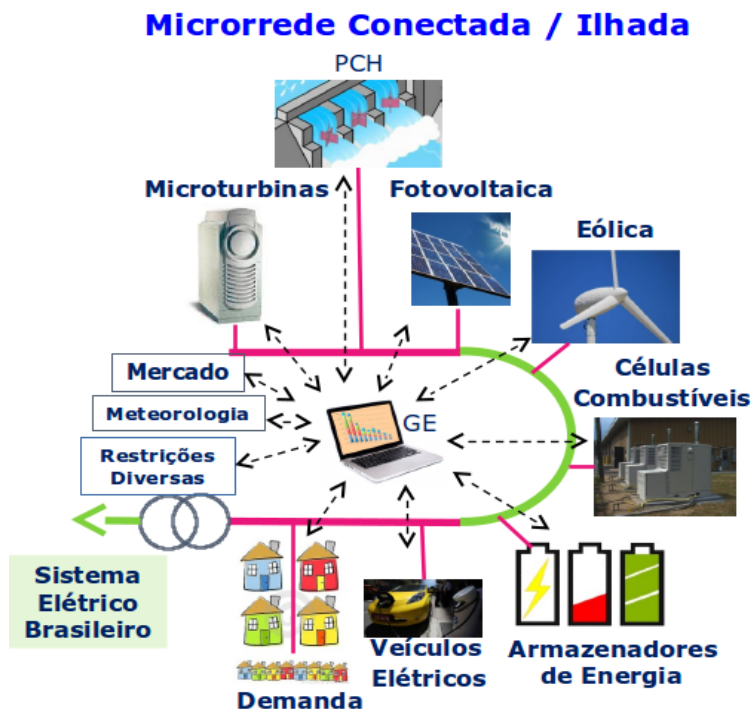 Microrrede Conectada / Ilhada
PCH
Microturbinas
Fotovoltaica
Eólica
Mercado
Meteorologia
Restrições
Diversas
GE
Células
Combustíveis
Sistema
Elétrico
Brasileiro
Demanda
Veículos
Elétricos
Armazenadores
de Energia